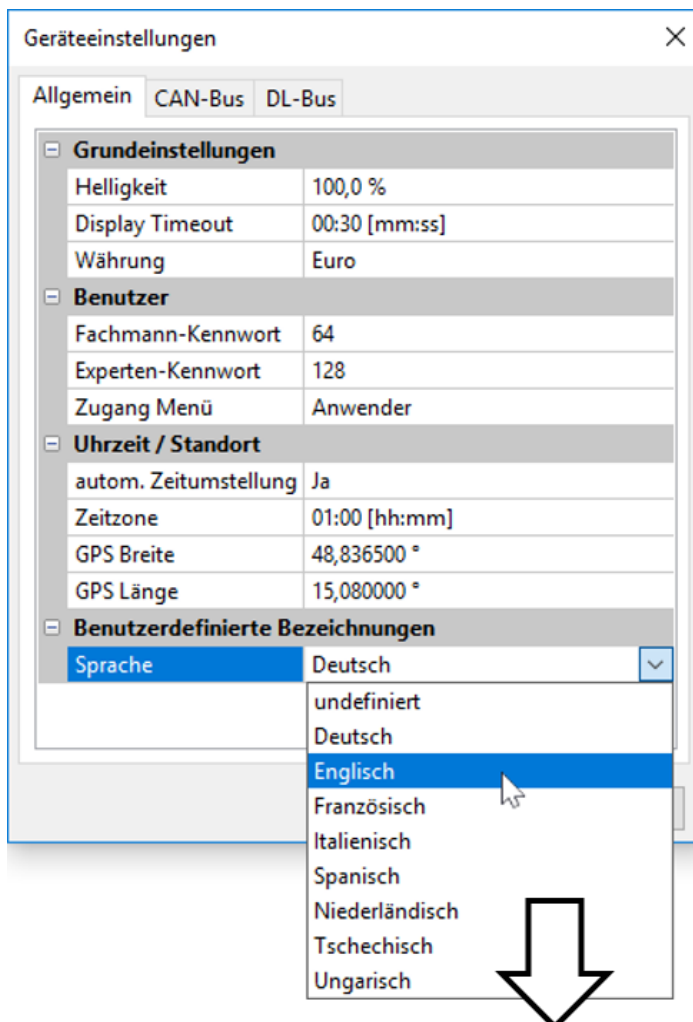 Geräteeinstellungen
Allgemein CAN-Bus DL-Bus
Grundeinstellungen
Helligkeit 100,0 %
Display Timeout 00:30 [mm:ss]
Währung Euro
Benutzer
Fachmann-Kennwort 64
Experten-Kennwort 128
Zugang Menü Anwender
Uhrzeit / Standort
autom. Zeitumstellung Ja
Zeitzone 01:00 [hh:mm]
GPS Breite 48,836500 °
GPS Länge 15,080000 °
Benutzerdefinierte Bezeichnungen
Sprache Deutsch
undefiniert
Deutsch
Englisch
Französisch
Italienisch
Spanisch
Niederländisch
Tschechisch
Ungarisch